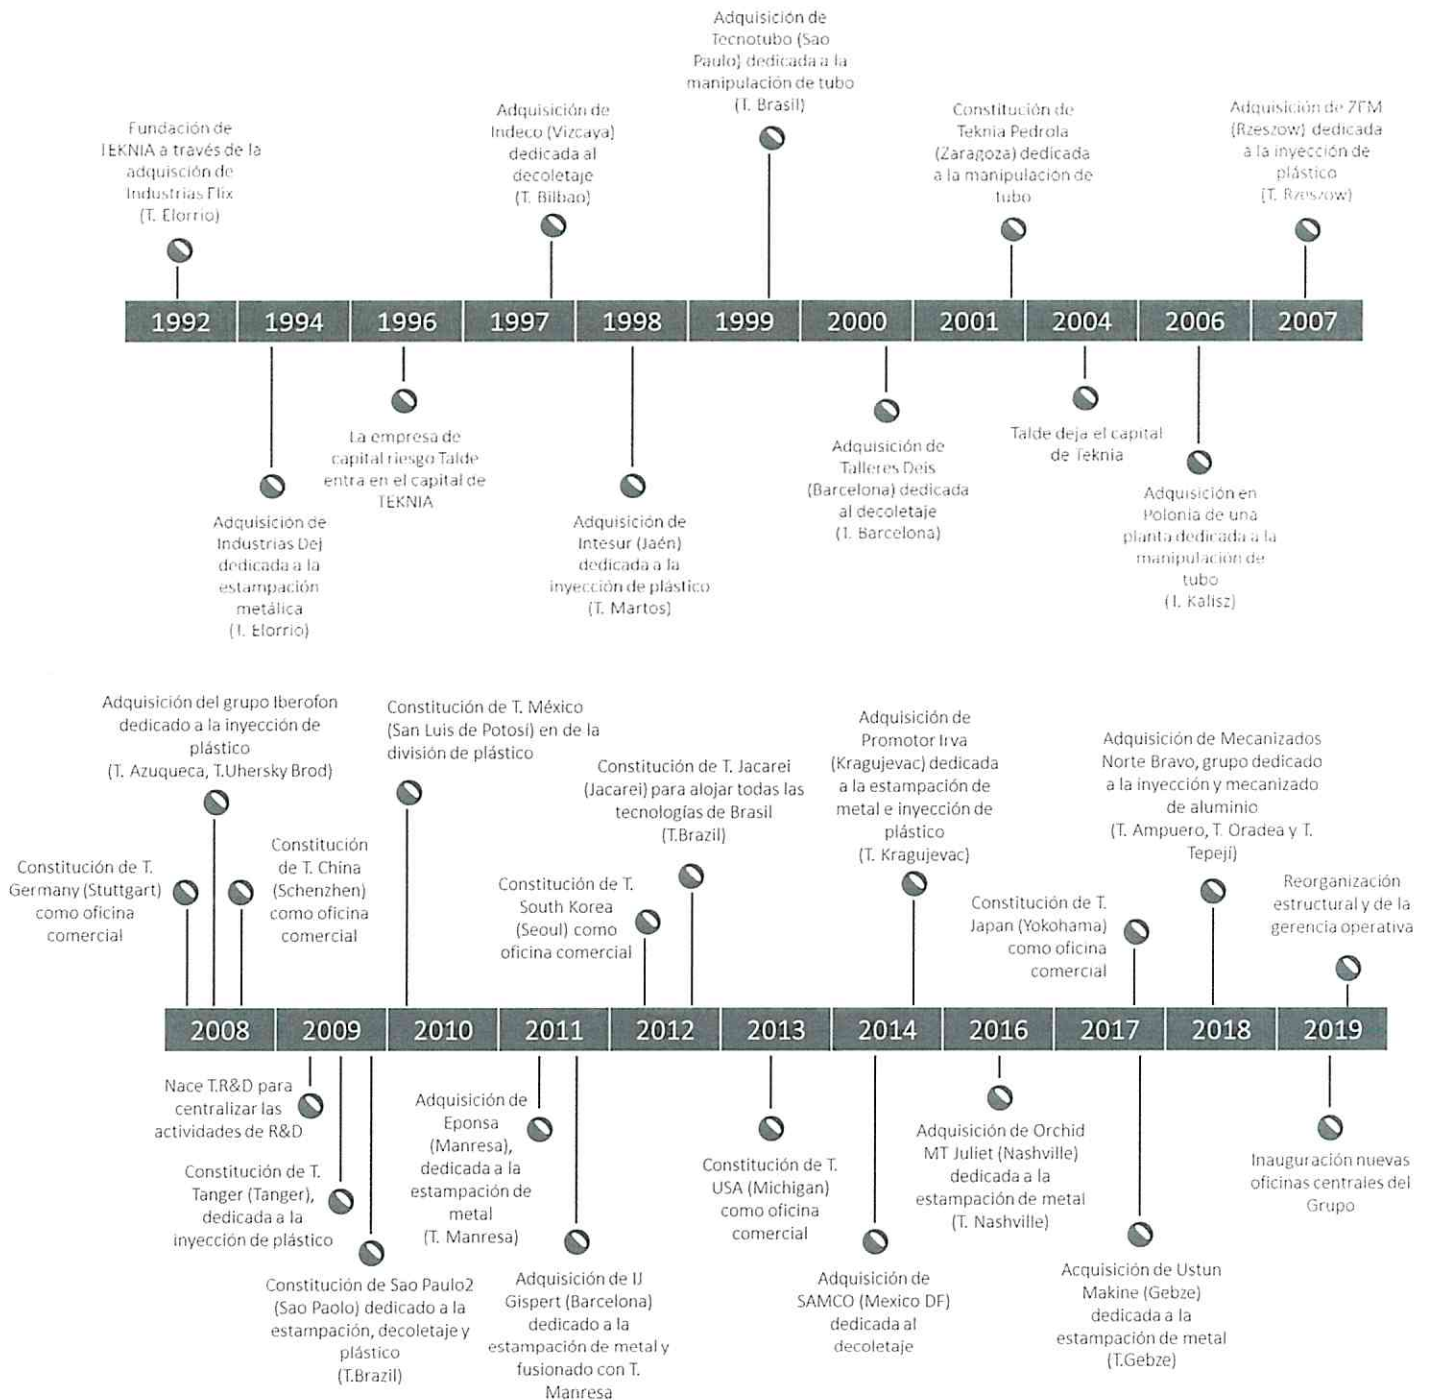 Fundación de
TEKNIA a través de la
adquisción de
Industrias Elix
(T. Elorrio)
Adquisición de
Indeco (Vizcaya)
dedicada al
decoletaje
(T. Bilbao)
Adquisición de
Tecnotubo (Sao
Paulo) dedicada a la
manipulación de tubo
(T. Brasil)
Constitución de
Teknia Pedrola
(Zaragoza) dedicada
a la manipulación de
tubo
Adquisición de ZFM
(Rzeszow) dedicada
a la inyección de
plástico
(T. Rzeszow)
1992 1994 1996 1997 1998 1999 2000 2001 2004 2006 2007
Adquisición de
Industrias Dej
dedicada a la
estampación
metálica
(T. Elorrio)
La empresa de
capital riesgo Talde
entra en el capital de
TEKNIA
Adquisición de
Intesur (Jaén)
dedicada a la
inyección de plástico
(T. Martos)
Adquisición de
Talleres Deis
(Barcelona) dedicada
al decoletaje
(T. Barcelona)
Talde deja el capital
de Teknia
Adquisición en
Polonia de una
planta dedicada a la
manipulación de
tubo
(T. Kalisz)
Constitución de T.
Germany (Stuttgart)
como oficina
comercial
Adquisición del grupo Iberofon
dedicado a la inyección de
plástico
(T. Azuqueca, T.Uhersky Brod)
Constitución
de T. China
(Schenzhen)
como oficina
comercial
Constitución de T. México
(San Luis de Potosí) en de la
división de plástico
Constitución de T.
South Korea
(Seoul) como
oficina comercial
Constitución de T. Jacarei
(Jacarei) para alojar todas las
tecnologías de Brasil
(T.Brazil)
Adquisición de
Promotor Irva
(Kragujevac) dedicada
a la estampación de
metal e inyección de
plástico
(T. Kragujevac)
Constitución de T.
Japan (Yokohama)
como oficina
comercial
Adquisición de Mecanizados
Norte Bravo, grupo dedicado
a la inyección y mecanizado
de aluminio
(T. Ampuero, T. Oradea y T.
Tepeji)
Reorganización
estructural y de la
gerencia operativa
2008 2009 2010 2011 2012 2013 2014 2016 2017 2018 2019
Nace T.R&D para
centralizar las
actividades de R&D
Constitución de T.
Tanger (Tanger),
dedicada a la
inyección de plástico
Constitución de Sao Paulo2
(Sao Paolo) dedicado a la
estampación, decoletaje y
plástico
(T.Brazil)
Adquisición de
Eponsa
(Manresa),
dedicada a la
estampación de
metal
(T. Manresa)
Adquisición de IJ
Gispert (Barcelona)
dedicado a la
estampación de metal y
fusionado con T.
Manresa
Constitución de T.
USA (Michigan)
como oficina
comercial
Adquisición de
SAMCO (Mexico DF)
dedicada al
decoletaje
Adquisición de Orchid
MT Juliet (Nashville)
dedicada a la
estampación de metal
(T. Nashville)
Acquisición de Ustun
Makine (Gebze)
dedicada a la
estampación de metal
(T.Gebze)
Inauguración nuevas
oficinas centrales del
Grupo